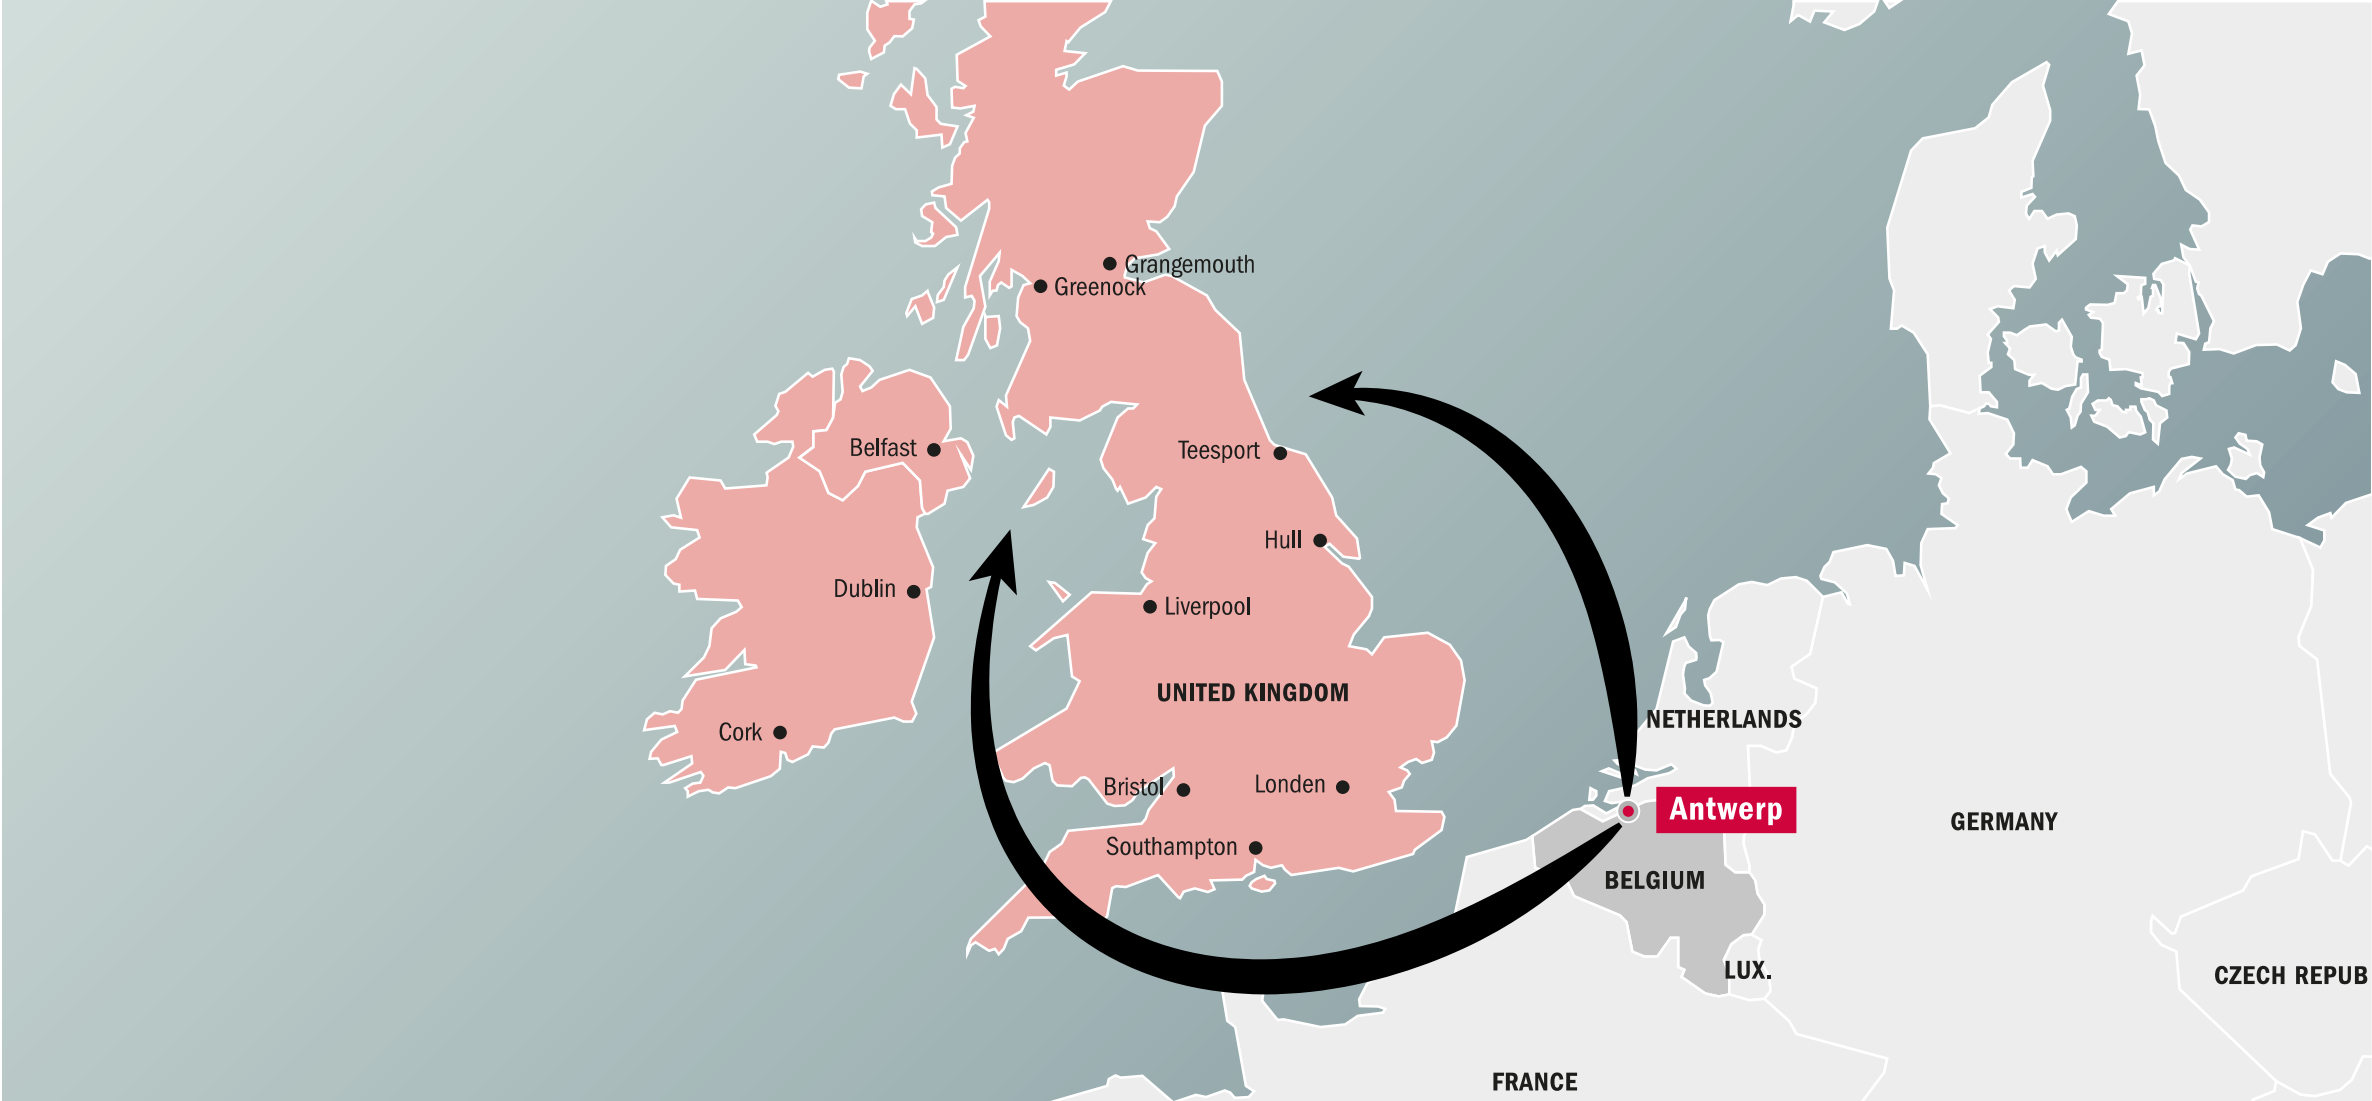 Grangemouth
Greenock
Belfast
Teesport
Hull
Dublin
Liverpool
UNITED KINGDOM
NETHERLANDS
Cork
Bristol
Londen
Antwerp
GERMANY
Southampton
BELGIUM
LUX.
CZECH REPUB
FRANCE